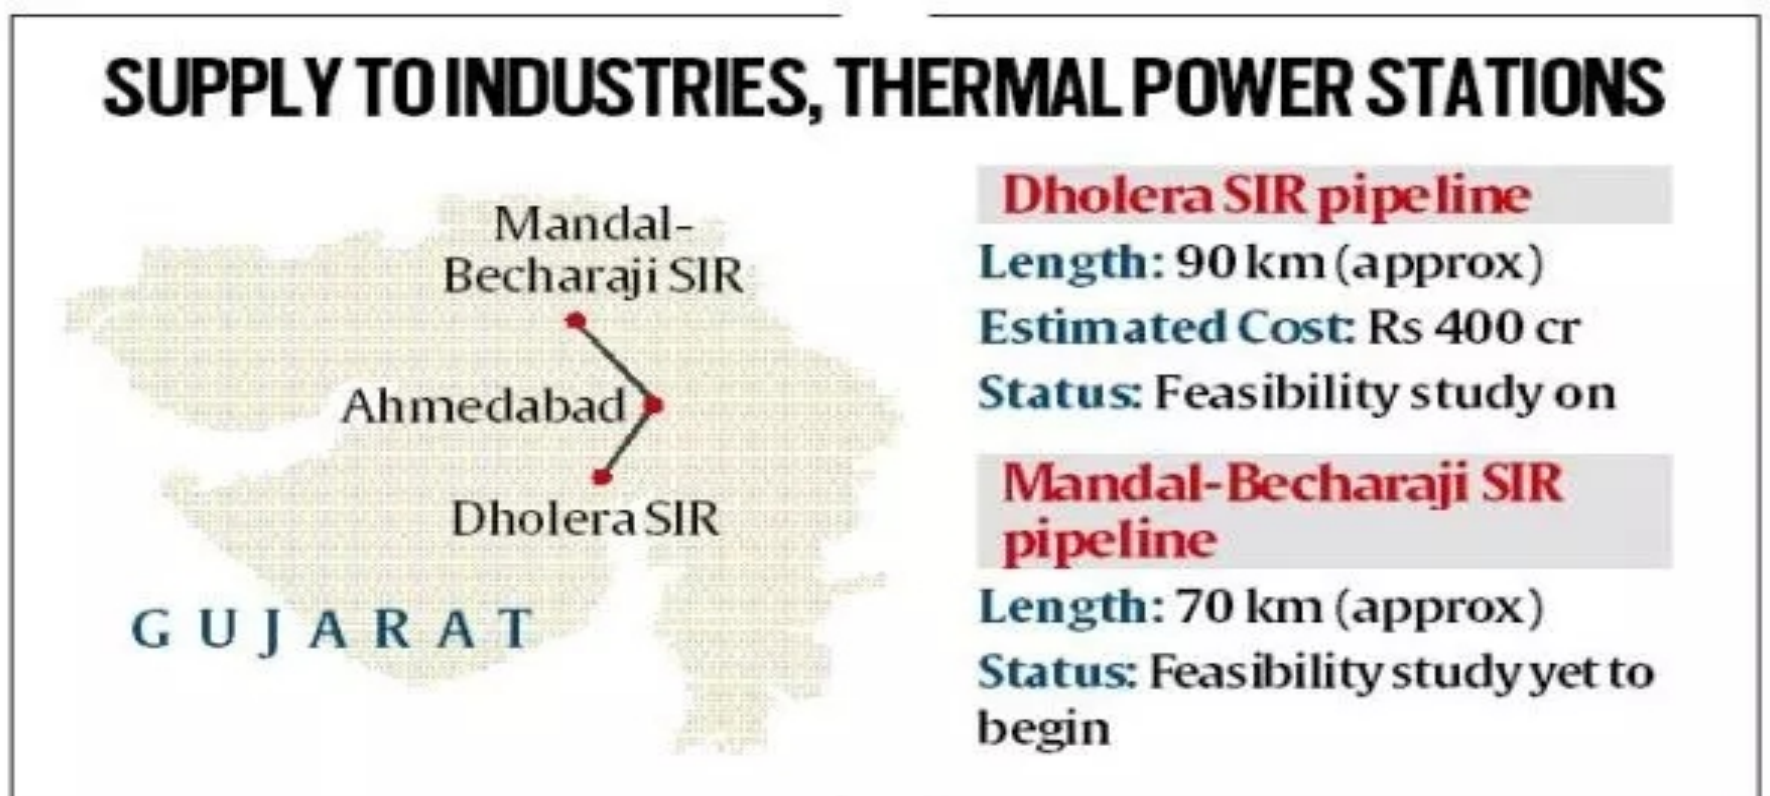 SUPPLY TO INDUSTRIES, THERMAL POWER STATIONS
Mandal-
Becharaji SIR
Ahmedabad
Dholera SIR
GUJARAT
Dholera SIR pipeline
Length: 90 km (approx)
Estimated Cost: Rs 400 cr
Status: Feasibility study on
Mandal-Becharaji SIR
pipeline
Length: 70 km (approx)
Status: Feasibility study yet to
begin